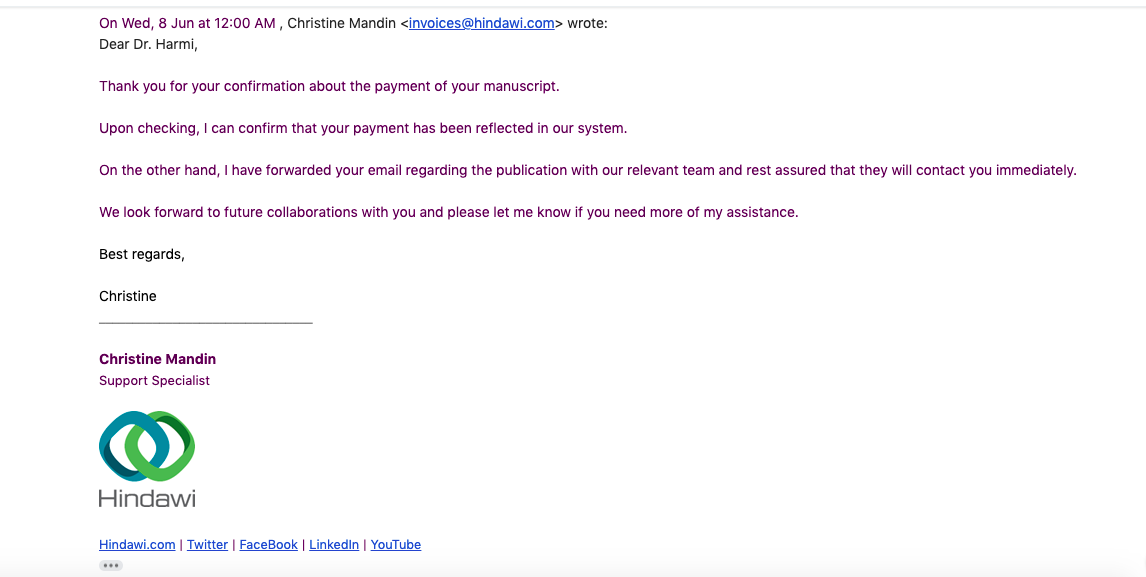 On Wed, 8 Jun at 12:00 AM , Christine Mandin <invoices@hindawi.com> wrote:
Dear Dr. Harmi,
Thank you for your confirmation about the payment of your manuscript.
Upon checking, I can confirm that your payment has been reflected in our system.
On the other hand, I have forwarded your email regarding the publication with our relevant team and rest assured that they will contact you immediately.
We look forward to future collaborations with you and please let me know if you need more of my assistance.
Best regards,
Christine
Christine Mandin
Support Specialist
Hindawi
Hindawi.com | Twitter | FaceBook | LinkedIn | YouTube